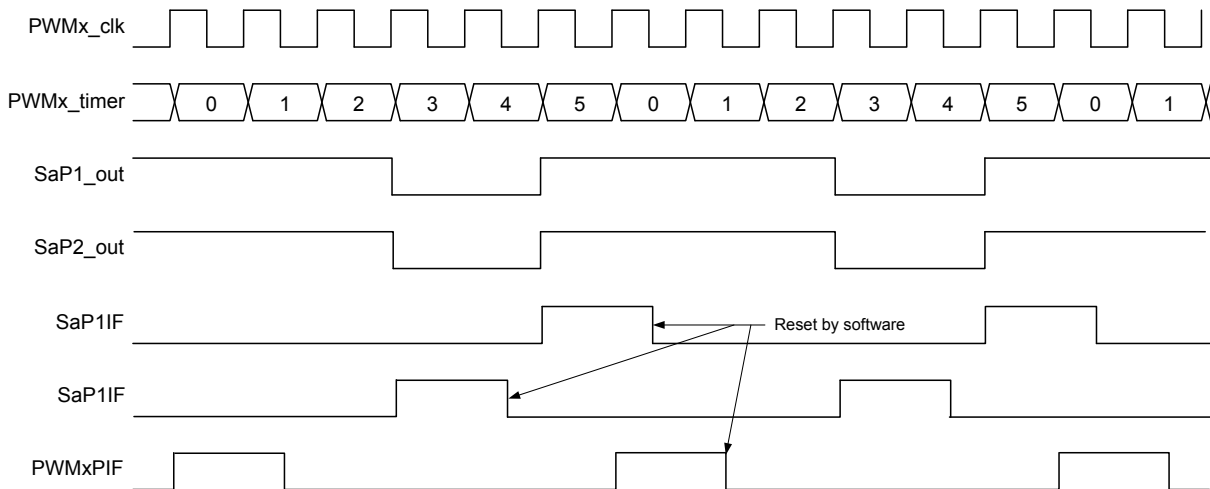 PWMx_clk
PWMx_timer 0 1 2 3 4 5 0 1 2 3 4 5 0 1
SaP1_out
SaP2_out
SaP1IF
Reset by software
SaP1IF
PWMxPIF